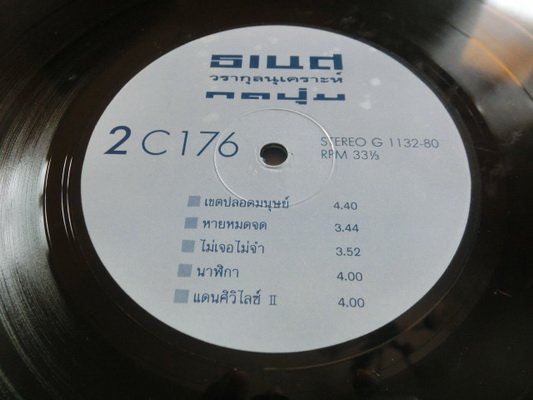 ธเนศ
วรากุลนุเคราะห์
กดปุ่ม
2 C176
STEREO G 1132-80
RPM 33⅓
เขตปลอดมนุษย์ 4.40
หายหมดจด 3.44
ไม่เจอไม่จำ 3.52
นาฬิกา 4.00
แดนศิวิไลซ์ II 4.00